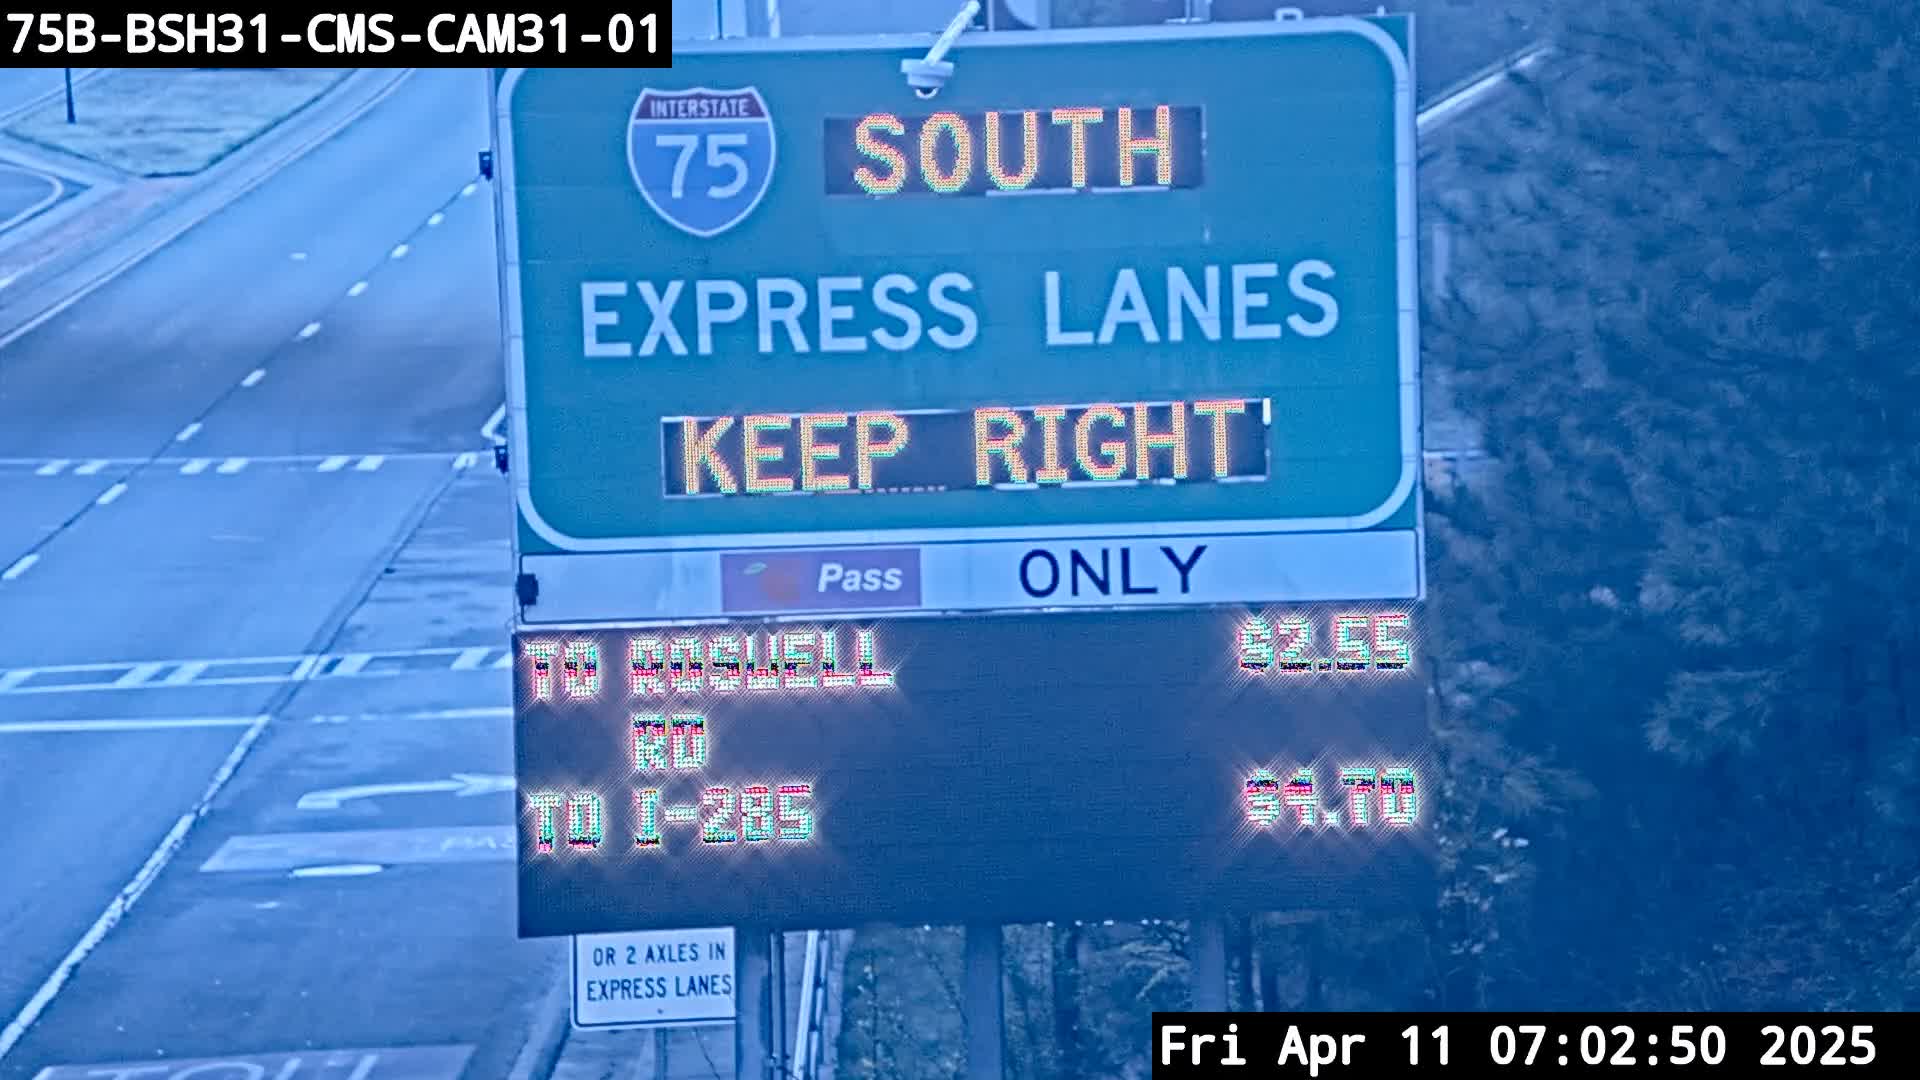 75B-BSH31-CMS-CAM31-01
INTERSTATE
75
SOUTH
EXPRESS LANES
KEEP RIGHT
Pass ONLY
TO ROSWELL $2.55
RD
TO I-285 $4.70
OR 2 AXLES IN
EXPRESS LANES
Fri Apr 11 07:02:50 2025